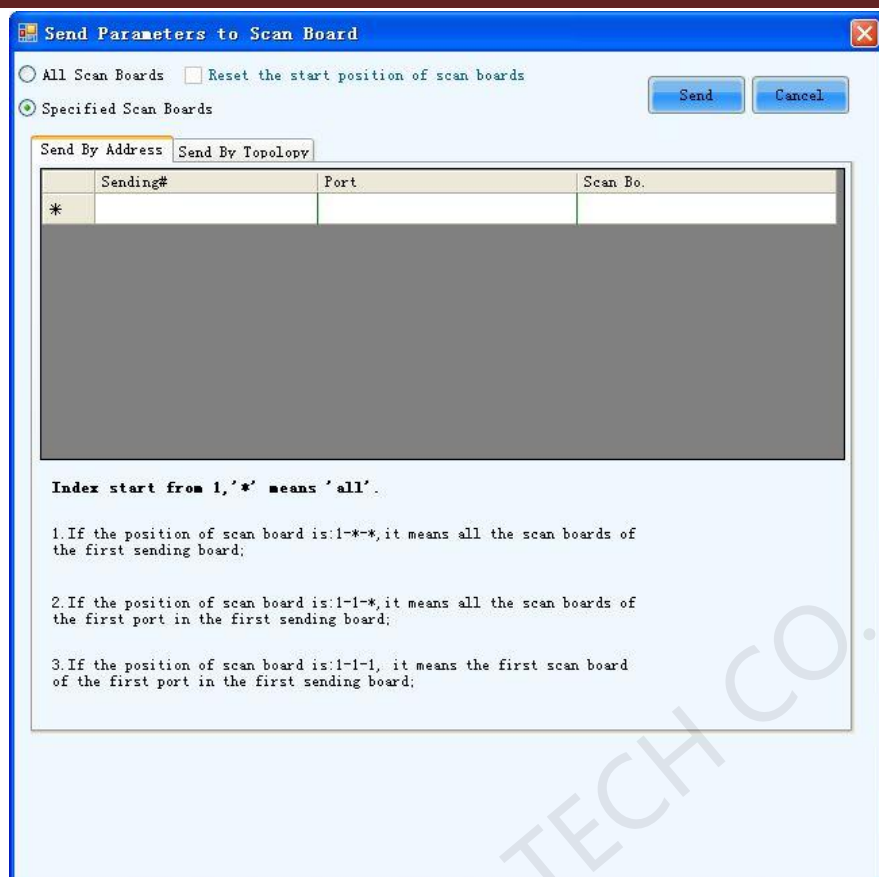 Send Parameters to Scan Board
All Scan Boards Reset the start position of scan boards
Send Cancel
Specified Scan Boards
Send By Address Send By Topolopy
Sending# Port Scan Bo.
*
Index start from 1,'*' means 'all'.
1.If the position of scan board is:1-*-*,it means all the scan boards of
the first sending board;
2.If the position of scan board is:1-1-*,it means all the scan boards of
the first port in the first sending board;
3.If the position of scan board is:1-1-1, it means the first scan board
of the first port in the first sending board;
TECH CO.